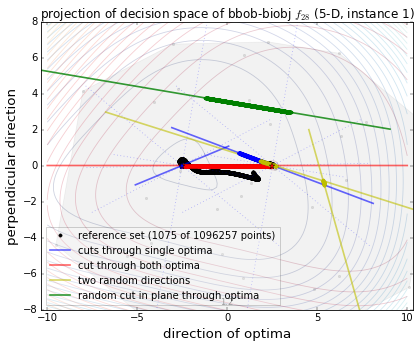 projection of decision space of bbob-biobj f₂₈ (5-D, instance 1)
8
6
4
2
0
−2
−4
−6
−8
perpendicular direction
reference set (1075 of 1096257 points)
cuts through single optima
cut through both optima
two random directions
random cut in plane through optima
−10
−5
0
5
10
direction of optima